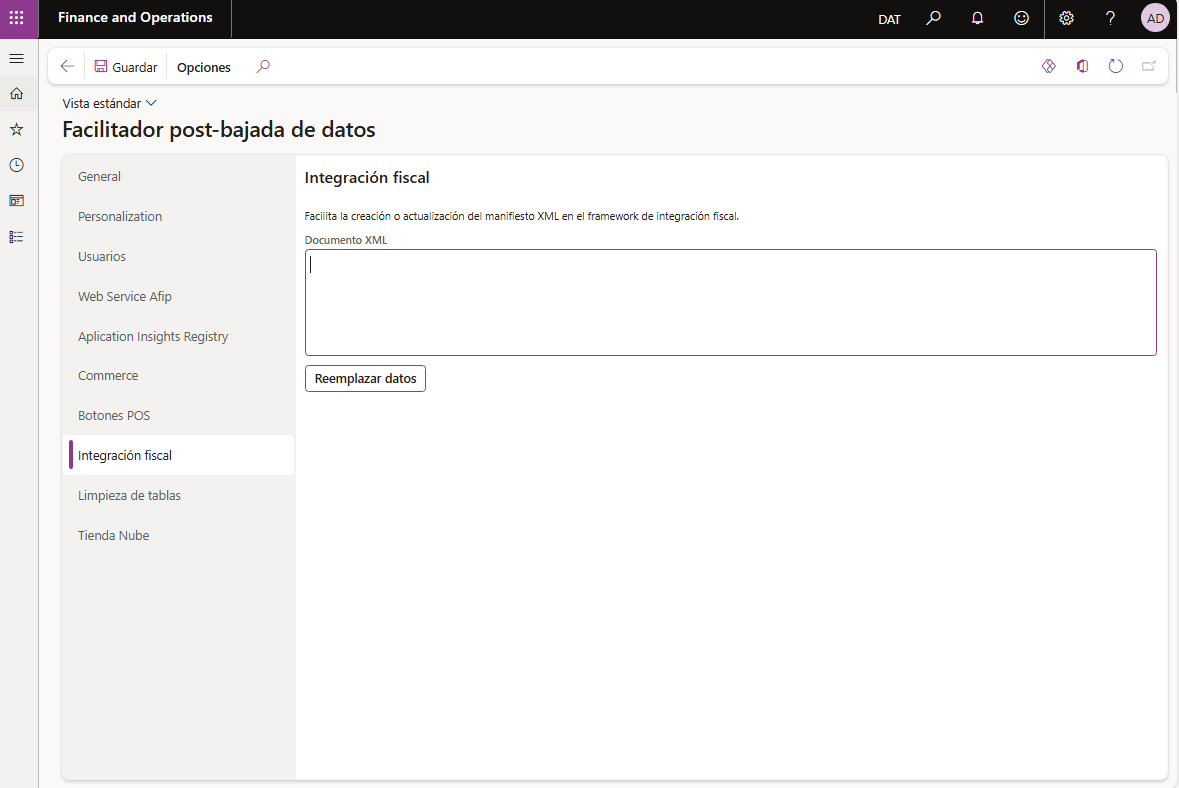 Finance and Operations
DAT
AD
Guardar
Opciones
Vista estándar
Facilitador post-bajada de datos
General
Personalization
Usuarios
Web Service Afip
Aplication Insights Registry
Commerce
Botones POS
Integración fiscal
Limpieza de tablas
Tienda Nube
Integración fiscal
Facilita la creación o actualización del manifiesto XML en el framework de integración fiscal.
Documento XML
Reemplazar datos